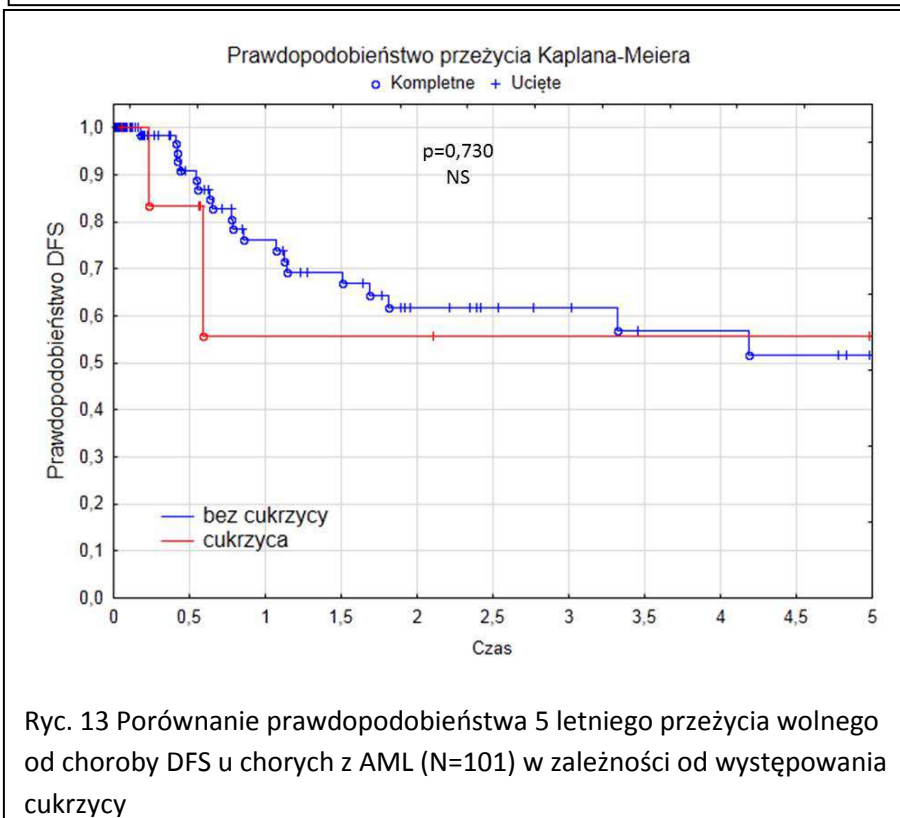 Prawdopodobieństwo przeżycia Kaplana-Meiera
Kompletne + Ucięte
p=0,730
NS
Prawdopodobieństwo DFS
1,0
0,9
0,8
0,7
0,6
0,5
0,4
0,3
0,2
0,1
0,0
bez cukrzycy
cukrzyca
0 0,5 1 1,5 2 2,5 3 3,5 4 4,5 5
Czas
Ryc. 13 Porównanie prawdopodobieństwa 5 letniego przeżycia wolnego
od choroby DFS u chorych z AML (N=101) w zależności od występowania
cukrzycy